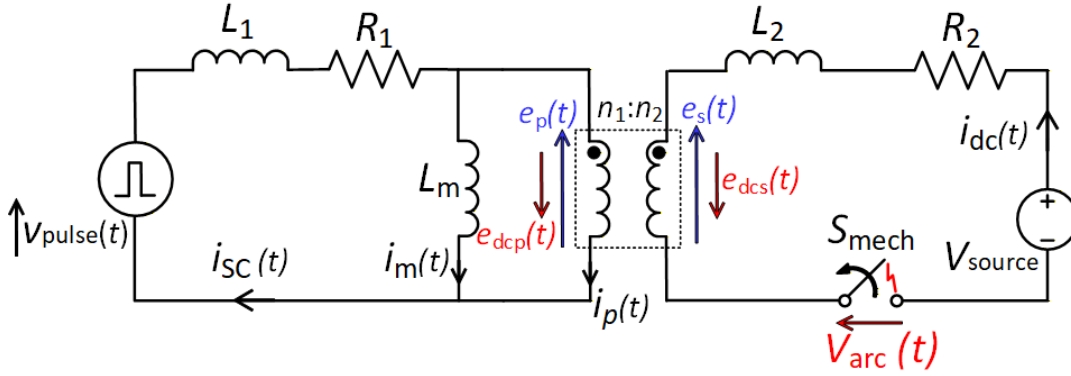 L1
R1
L2
R2
n1:n2
ep(t)
es(t)
idc(t)
Lm
edcs(t)
vpulse(t)
edcp(t)
Smech
+
−
Vsource
iSC(t)
im(t)
ip(t)
Varc(t)